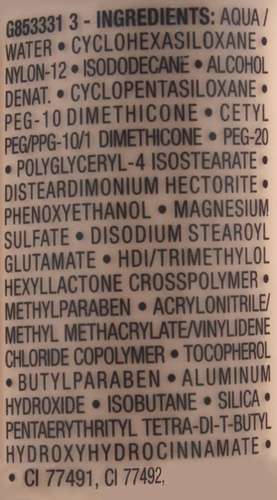 G853331 3 - INGREDIENTS: AQUA /
WATER • CYCLOHEXASILOXANE •
NYLON-12 • ISODODECANE • ALCOHOL
DENAT. • CYCLOPENTASILOXANE •
PEG-10 DIMETHICONE • CETYL
PEG/PPG-10/1 DIMETHICONE • PEG-20
• POLYGLYCERYL-4 ISOSTEARATE •
DISTEARDIMONIUM HECTORITE •
PHENOXYETHANOL • MAGNESIUM
SULFATE • DISODIUM STEAROYL
GLUTAMATE • HDI/TRIMETHYLOL
HEXYLLACTONE CROSSPOLYMER •
METHYLPARABEN • ACRYLONITRILE/
METHYL METHACRYLATE/VINYLIDENE
CHLORIDE COPOLYMER • TOCOPHEROL
• BUTYLPARABEN • ALUMINUM
HYDROXIDE • ISOBUTANE • SILICA •
PENTAERYTHRITYL TETRA-DI-T-BUTYL
HYDROXYHYDROCINNAMATE •
• CI 77491, CI 77492,